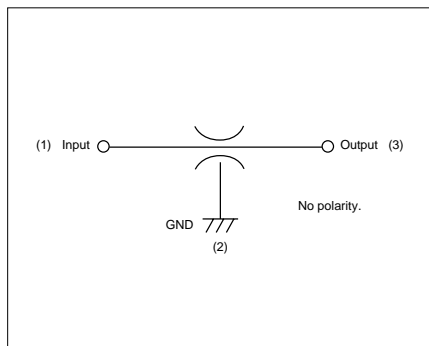 (1) Input Output (3)
No polarity.
GND
(2)